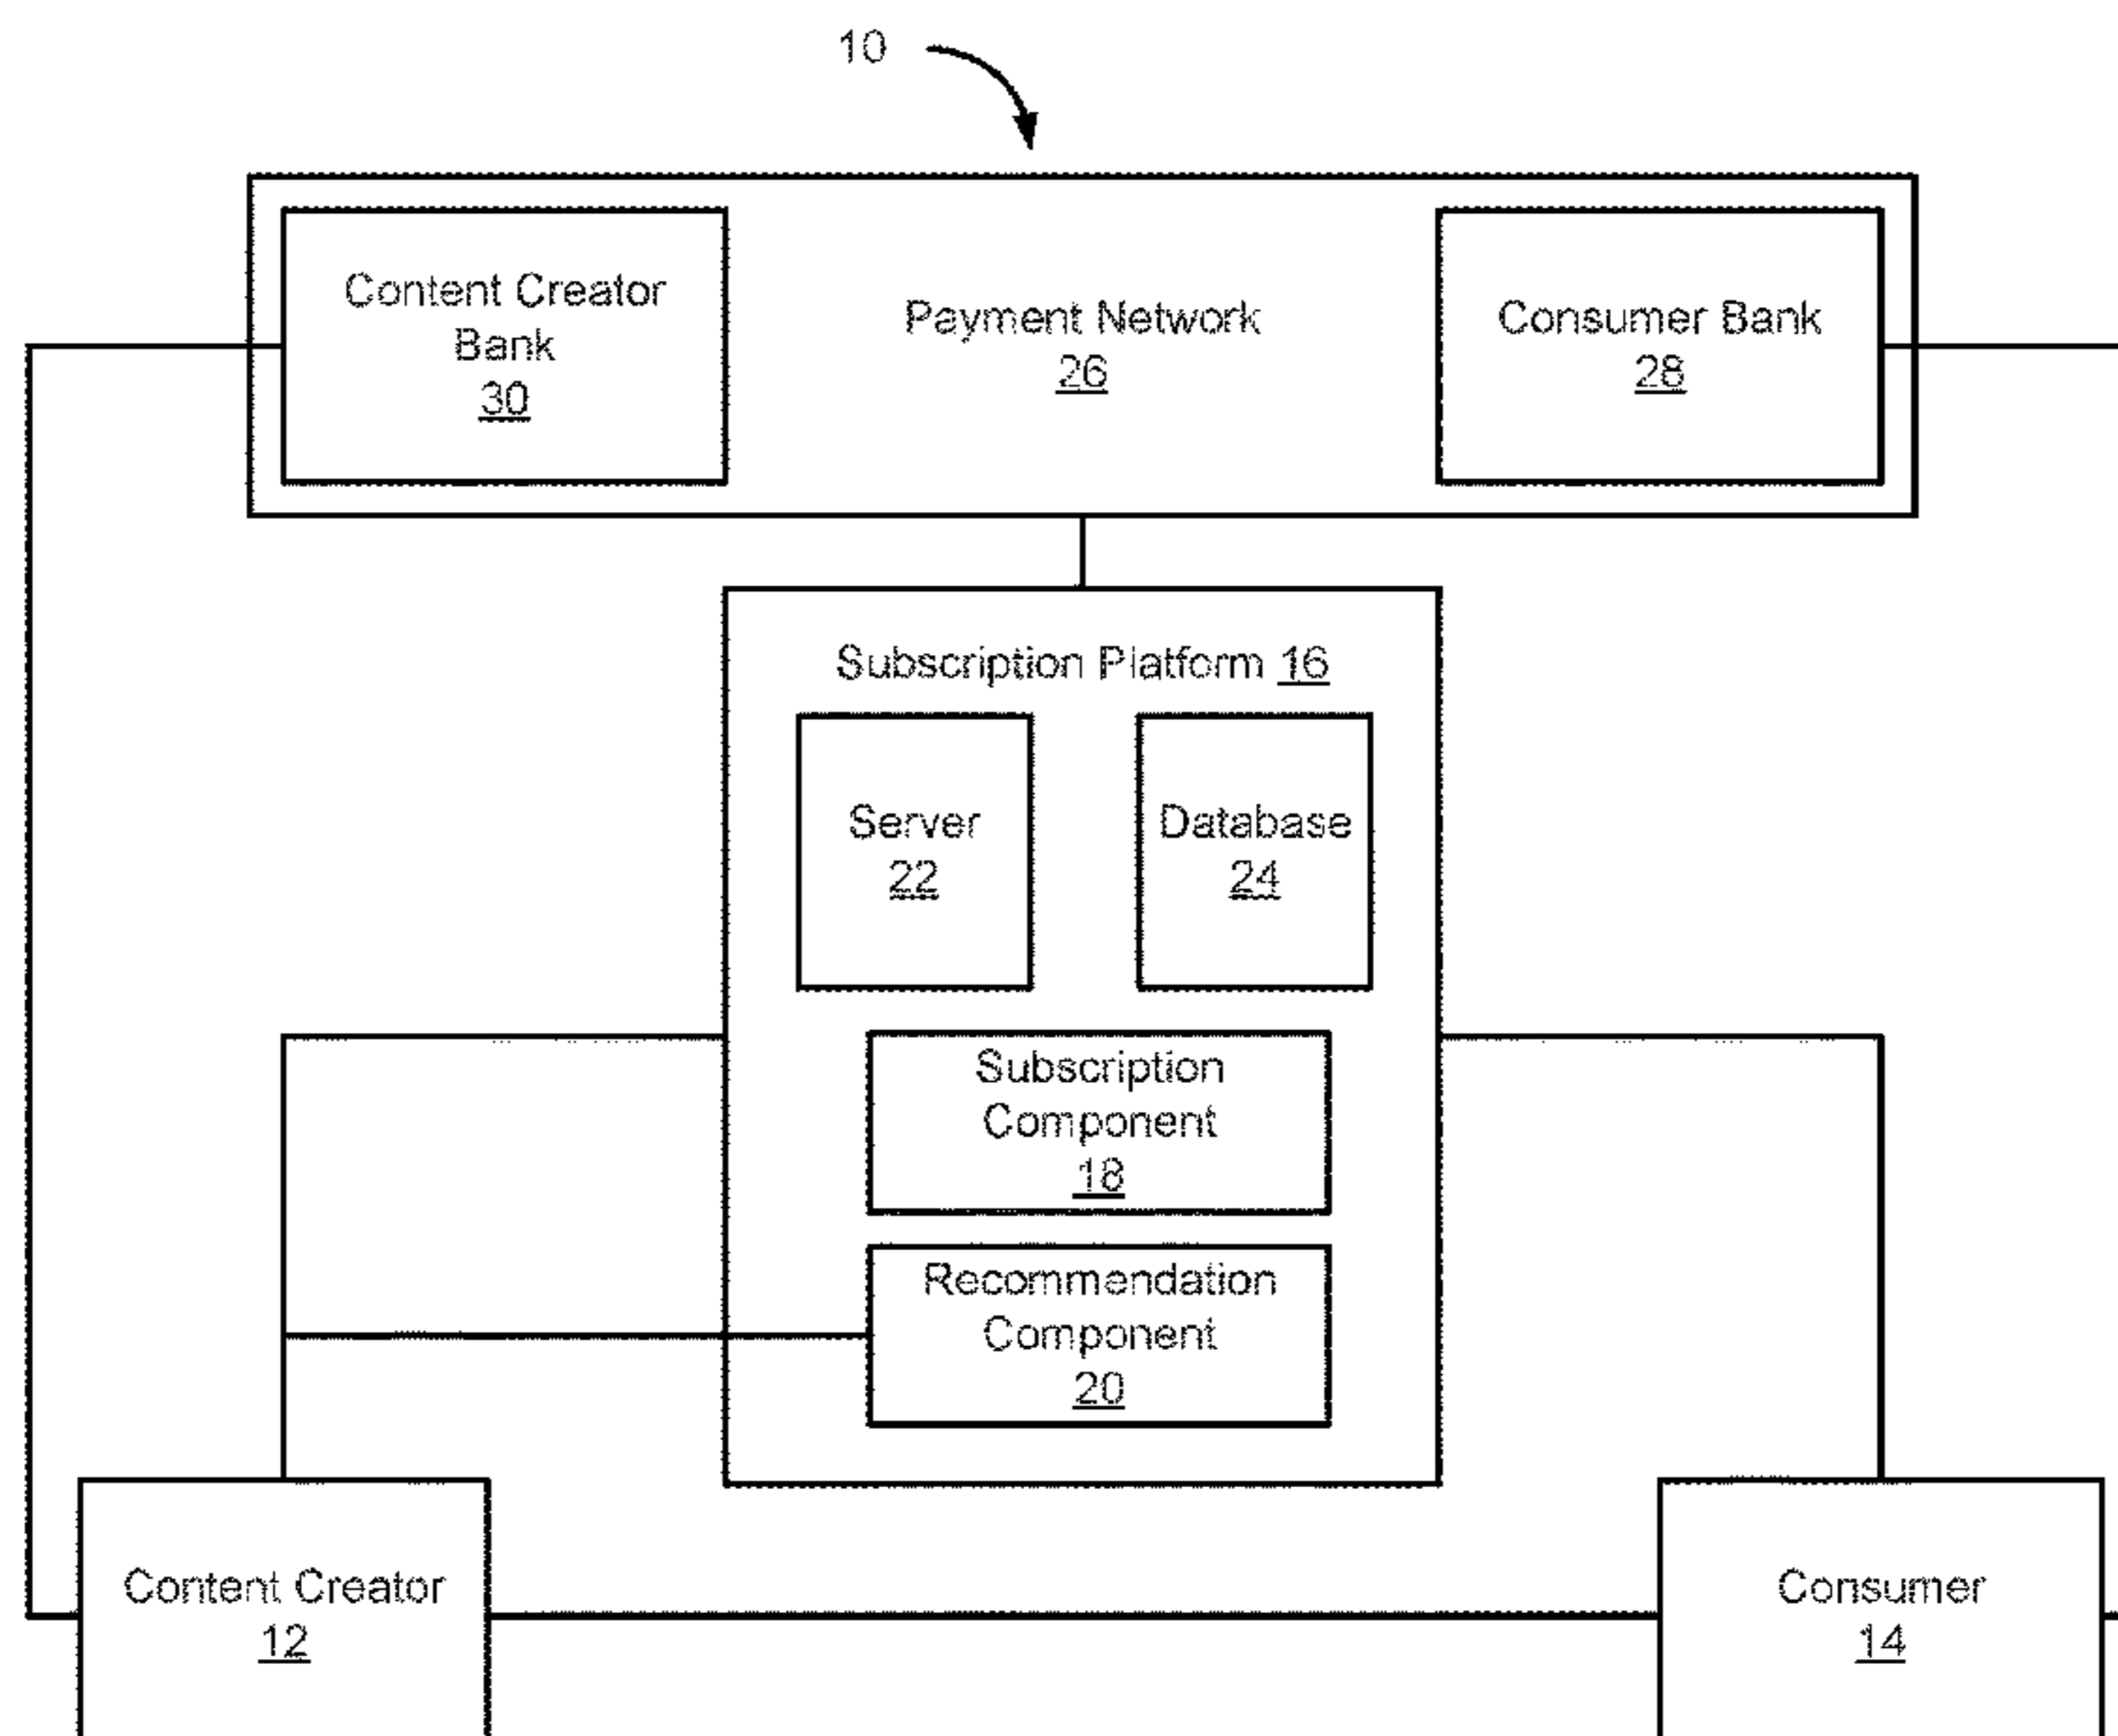 10
Content Creator
Bank
30
Payment Network
26
Consumer Bank
28
Subscription Platform 16
Server
22
Database
24
Subscription
Component
18
Recommendation
Component
20
Content Creator
12
Consumer
14